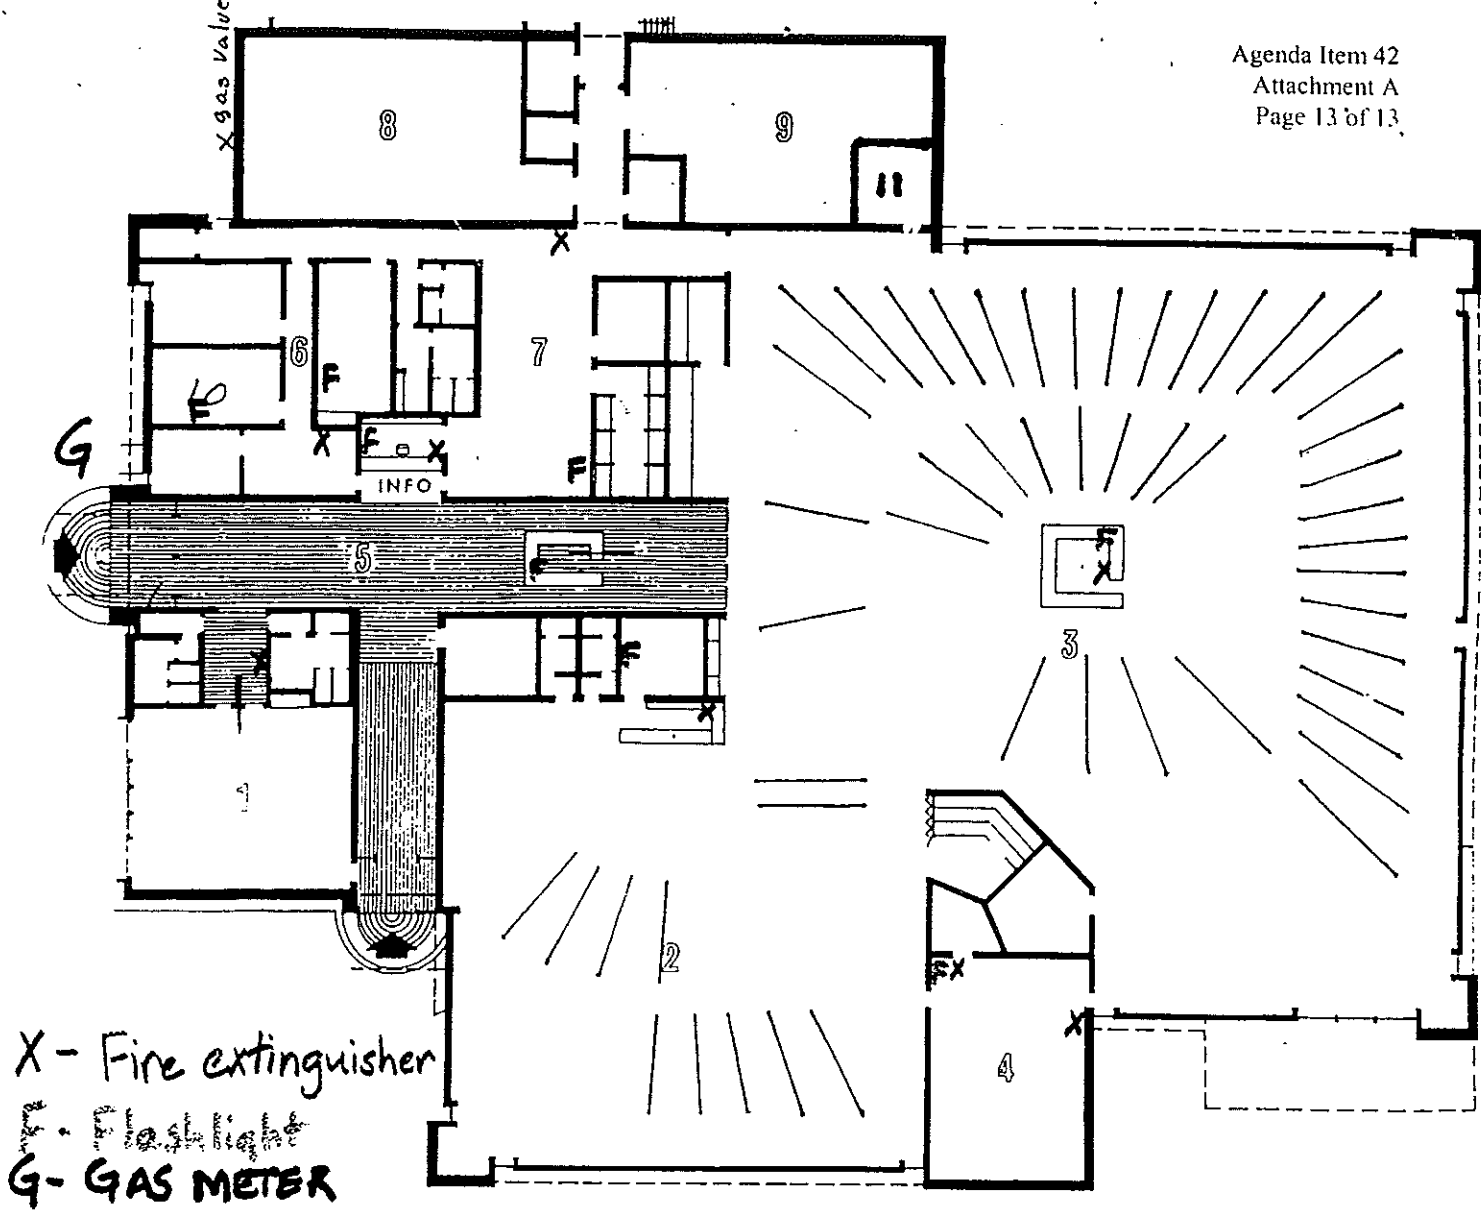 x gas Valve
Agenda Item 42
Attachment A
Page 13 of 13
8
9
11
X
6
7
F
F
G
X
F
X
F
INFO
5
F
F
X
3
X
F
X
1
2
F X
X
4
X - Fire extinguisher
F - Flashlight
G - GAS METER